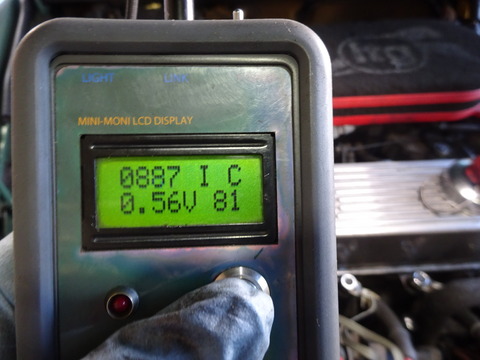 LIGHT LINK
MINI-MONI LCD DISPLAY
0887 I C
0.56V 81